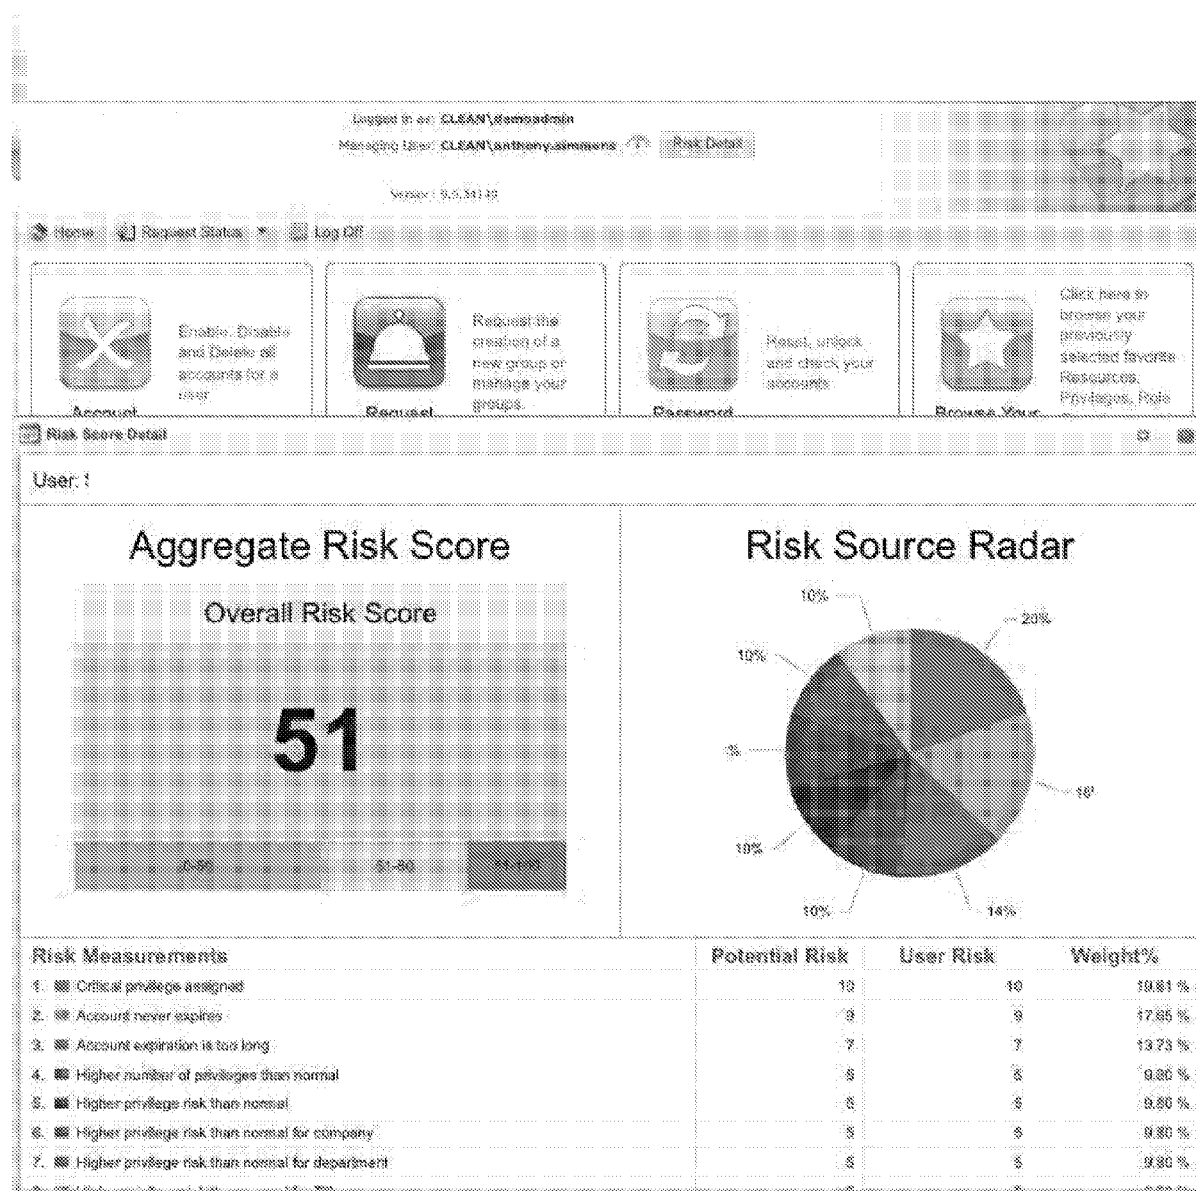 Logged in as: CLEAN\demoadmin
Managing User: CLEAN\anthony.simmons Risk Detail
Home Request Status Log Off
Enable, Disable and Delete all accounts for a user
Account
Request the creation of a new group or manage your groups.
Request
Reset, unlock and check your accounts
Password
Click here to browse your previously selected favorite Resources, Privileges, Role
Browse Your
Risk Score Detail
User:
Aggregate Risk Score
Risk Source Radar
Overall Risk Score
51
51-80
10%
20%
10%
%
10%
10%
14%
Risk Measurements Potential Risk User Risk Weight%
1. Critical privilege assigned 10 10 19.61 %
2. Account never expires 9 9 17.65 %
3. Account expiration is too long 7 7 13.73 %
4. Higher number of privileges than normal 5 5 9.80 %
5. Higher privilege risk than normal 5 5 9.80 %
6. Higher privilege risk than normal for company 5 5 9.80 %
7. Higher privilege risk than normal for department 5 5 9.80 %